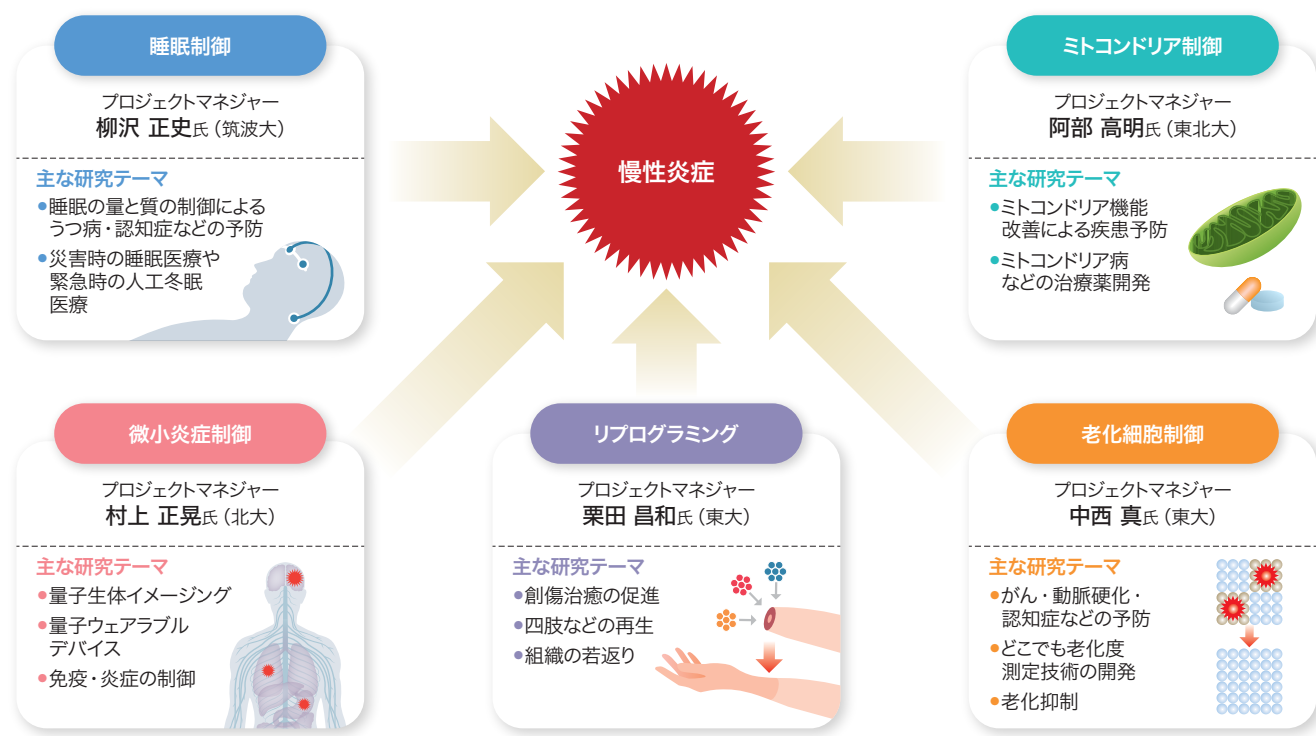 睡眠制御
プロジェクトマネジャー
柳沢 正史氏（筑波大）
主な研究テーマ
●睡眠の量と質の制御による
うつ病・認知症などの予防
●災害時の睡眠医療や
緊急時の人工冬眠
医療
慢性炎症
ミトコンドリア制御
プロジェクトマネジャー
阿部 高明氏（東北大）
主な研究テーマ
●ミトコンドリア機能
改善による疾患予防
●ミトコンドリア病
などの治療薬開発
微小炎症制御
プロジェクトマネジャー
村上 正晃氏（北大）
主な研究テーマ
●量子生体イメージング
●量子ウェアラブル
デバイス
●免疫・炎症の制御
リプログラミング
プロジェクトマネジャー
栗田 昌和氏（東大）
主な研究テーマ
●創傷治癒の促進
●四肢などの再生
●組織の若返り
老化細胞制御
プロジェクトマネジャー
中西 真氏（東大）
主な研究テーマ
●がん・動脈硬化・
認知症などの予防
●どこでも老化度
測定技術の開発
●老化抑制